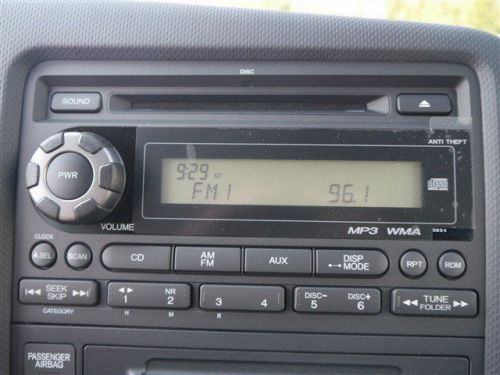 DISC
SOUND
ANTI THEFT
9:29 ST
FM1 96.1
PWR
VOLUME
MP3 WMA 3BS4
CLOCK
A.SEL SCAN CD AM FM AUX DISP MODE RPT RDM
SEEK SKIP 1 NR 2 3 4 DISC- 5 DISC+ 6 TUNE FOLDER
CATEGORY H M R
PASSENGER
AIRBAG